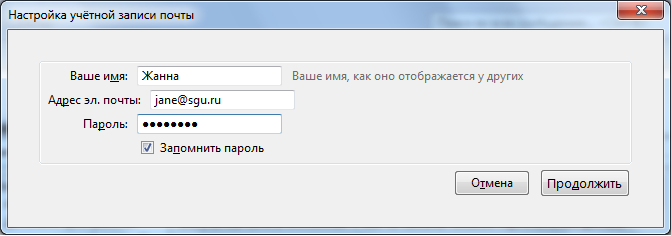 Настройка учётной записи почты
Ваше имя: Жанна Ваше имя, как оно отображается у других
Адрес эл. почты: jane@sgu.ru
Пароль: ●●●●●●●●
Запомнить пароль
Отмена Продолжить